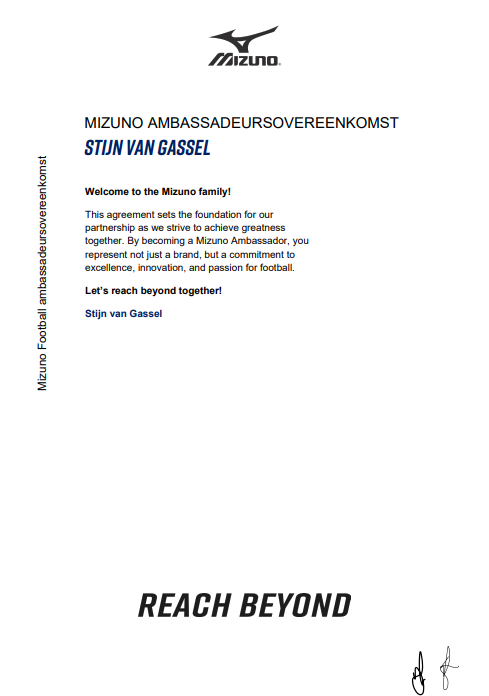 MIZUNO
MIZUNO AMBASSADEURSOVEREENKOMST
STIJN VAN GASSEL
Mizuno Football ambassadeursovereenkomst
Welcome to the Mizuno family!
This agreement sets the foundation for our
partnership as we strive to achieve greatness
together. By becoming a Mizuno Ambassador, you
represent not just a brand, but a commitment to
excellence, innovation, and passion for football.
Let’s reach beyond together!
Stijn van Gassel
REACH BEYOND